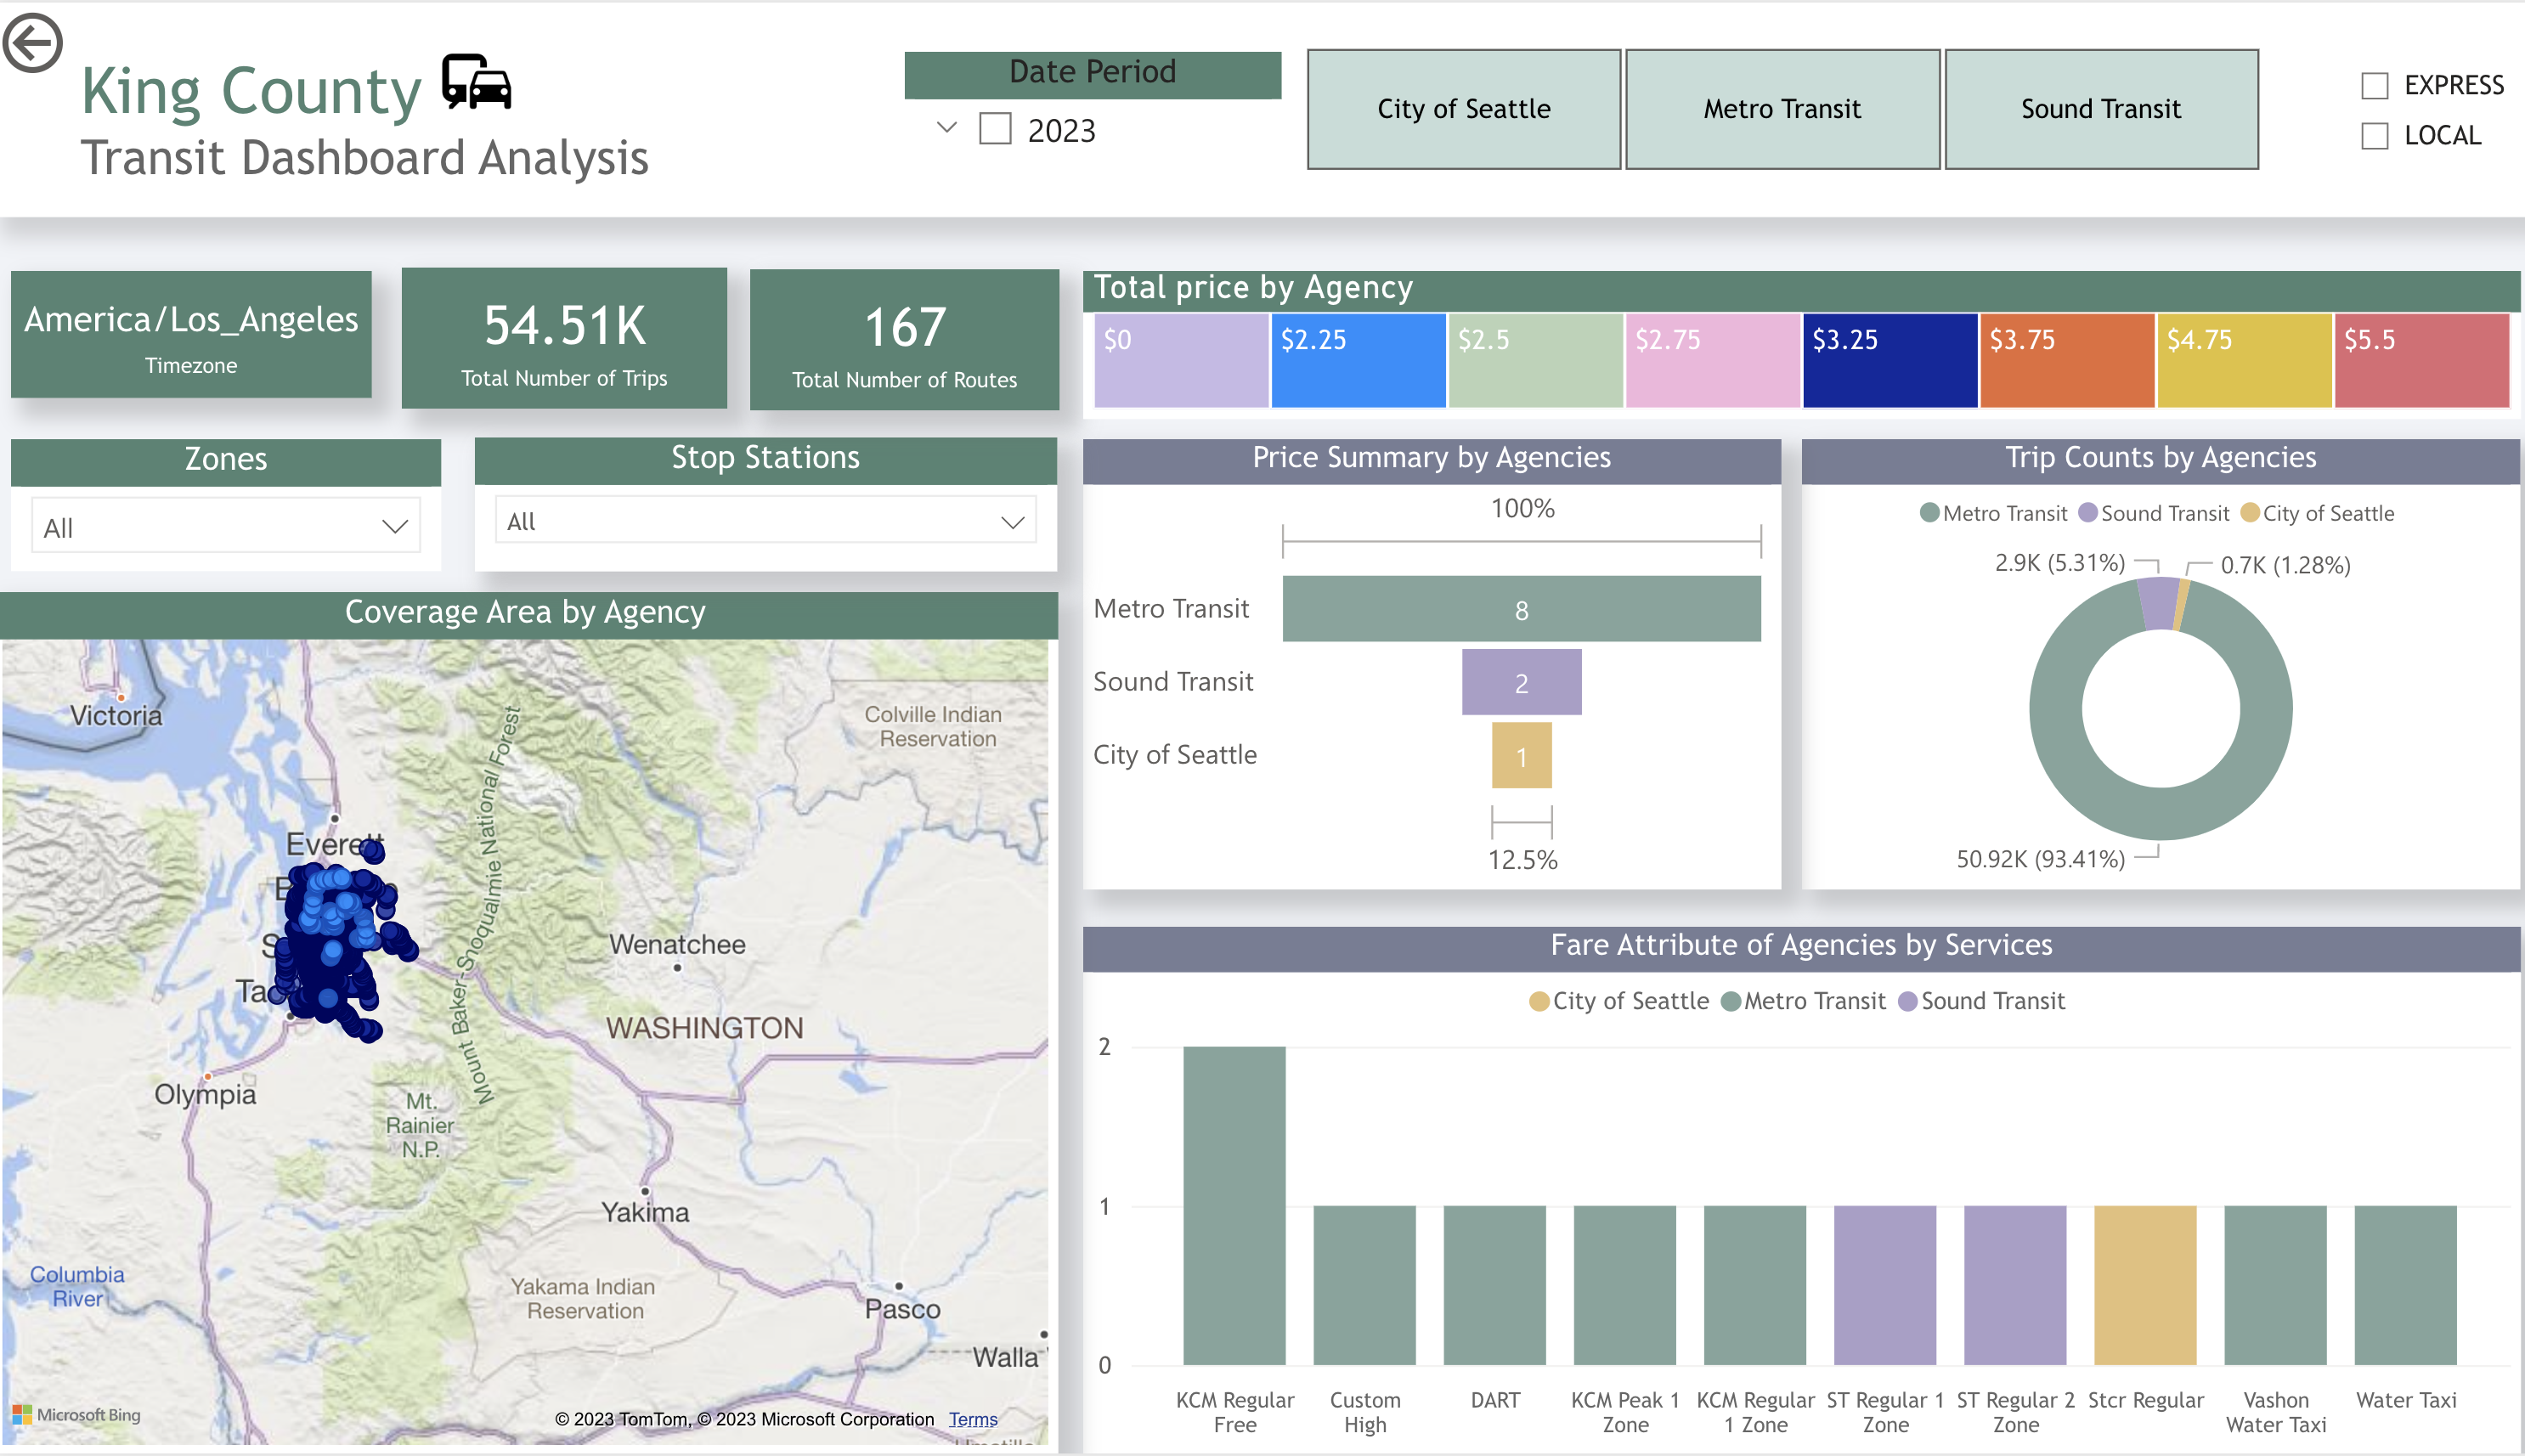 King County
Transit Dashboard Analysis
Date Period
2023
City of Seattle
Metro Transit
Sound Transit
EXPRESS
LOCAL
America/Los_Angeles
Timezone
54.51K
Total Number of Trips
167
Total Number of Routes
Total price by Agency
$0
$2.25
$2.5
$2.75
$3.25
$3.75
$4.75
$5.5
Zones
All
Stop Stations
All
Price Summary by Agencies
100%
Metro Transit
8
Sound Transit
2
City of Seattle
1
12.5%
Trip Counts by Agencies
Metro Transit
Sound Transit
City of Seattle
2.9K (5.31%)
0.7K (1.28%)
50.92K (93.41%)
Coverage Area by Agency
Victoria
Colville Indian
Reservation
Mount Baker-Snoqualmie National Forest
Everett
Wenatchee
WASHINGTON
Olympia
Mt.
Rainier
N.P.
Yakima
Columbia
River
Yakama Indian
Reservation
Pasco
Walla
Microsoft Bing
© 2023 TomTom, © 2023 Microsoft Corporation
Terms
Fare Attribute of Agencies by Services
City of Seattle
Metro Transit
Sound Transit
2
1
0
KCM Regular
Free
Custom
High
DART
KCM Peak 1
Zone
KCM Regular
1 Zone
ST Regular 1
Zone
ST Regular 2
Zone
Stcr Regular
Vashon
Water Taxi
Water Taxi